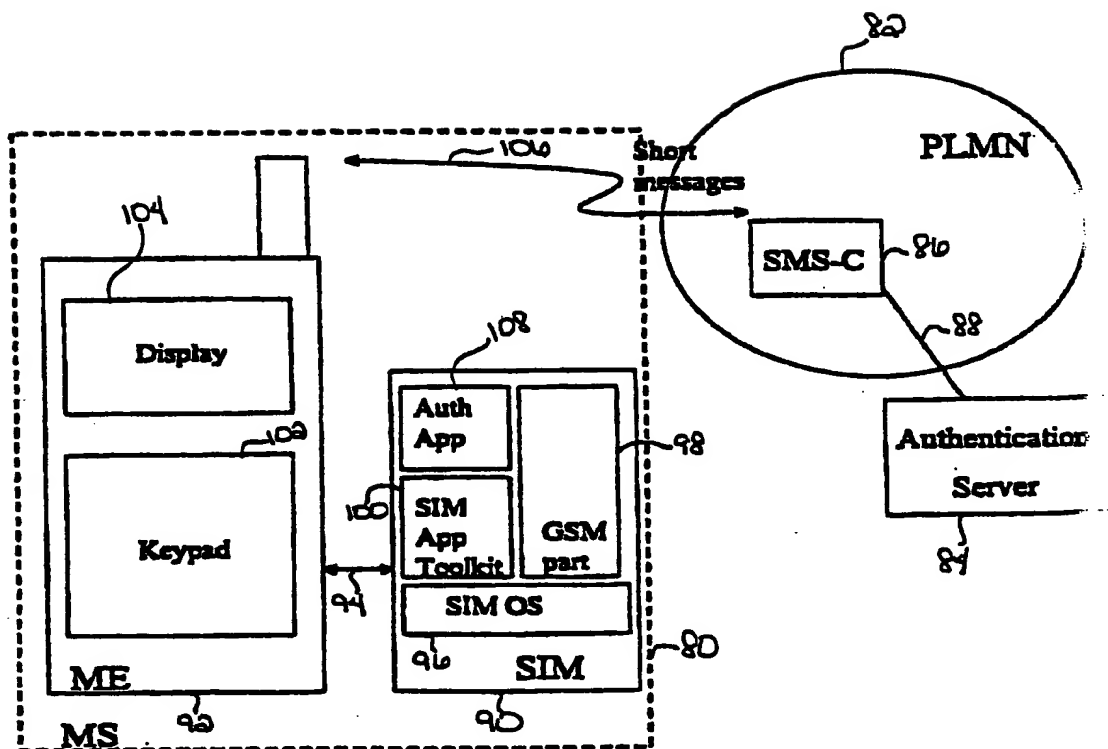 82
PLMN
106
Short
messages
104
SMS-C
86
Display
108
88
Auth
App
98
102
Authentication
Server
100
SIM
App
Toolkit
GSM
part
Keypad
84
94
SIM OS
96
80
SIM
ME
92
90
MS